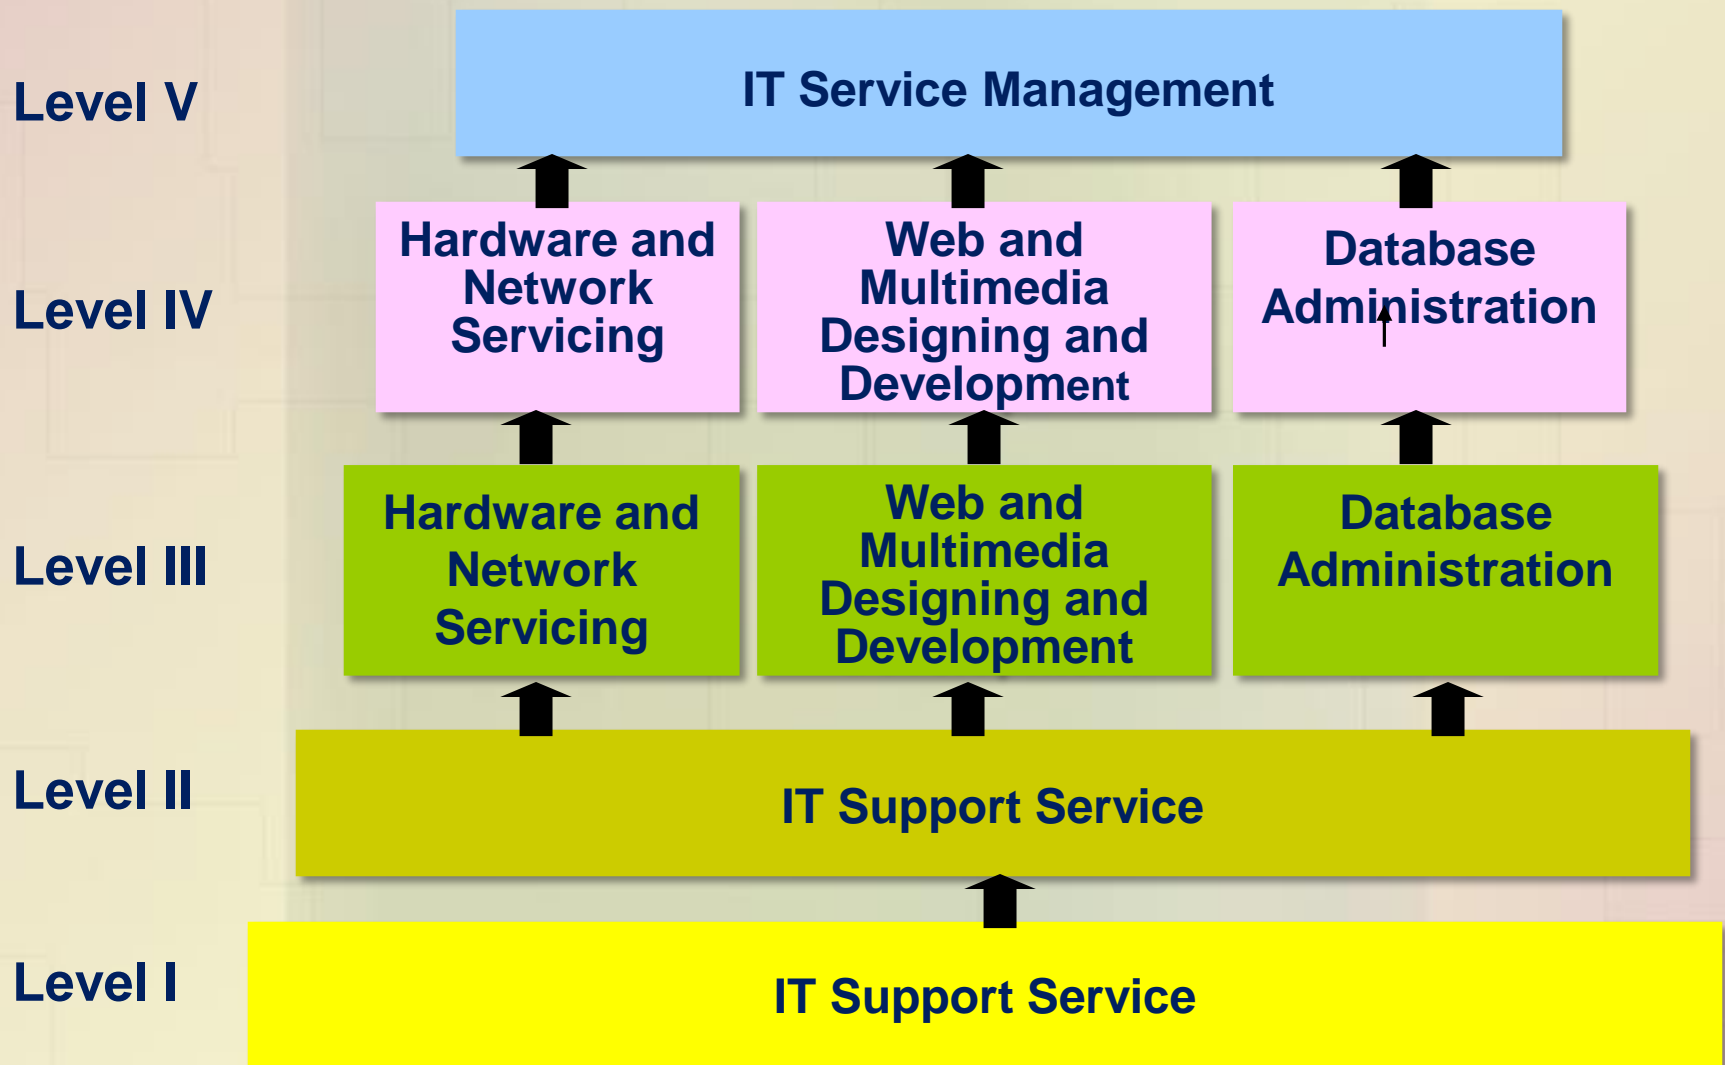 Level V
IT Service Management
Level IV
Hardware and
Network
Servicing
Web and
Multimedia
Designing and
Development
Database
Administration
Level III
Hardware and
Network
Servicing
Web and
Multimedia
Designing and
Development
Database
Administration
Level II
IT Support Service
Level I
IT Support Service